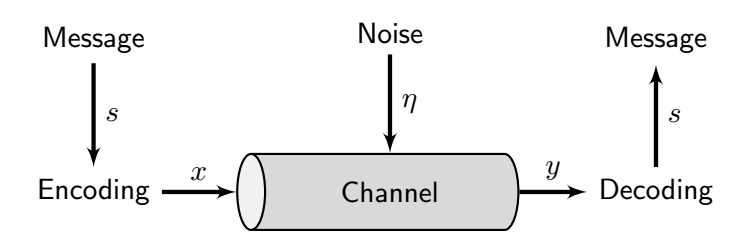 Message
Noise
Message
s
η
s
Encoding
x
Channel
y
Decoding